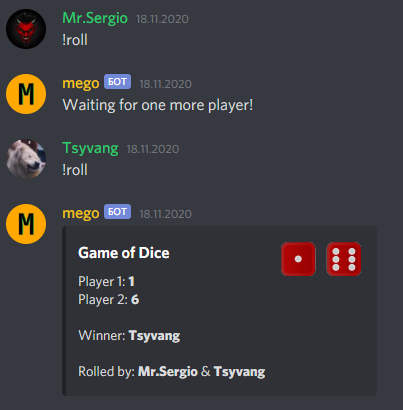 Mr.Sergio 18.11.2020
!roll
M
mego БОТ 18.11.2020
Waiting for one more player!
Tsyvang 18.11.2020
!roll
M
mego БОТ 18.11.2020
Game of Dice
Player 1: 1
Player 2: 6
Winner: Tsyvang
Rolled by: Mr.Sergio & Tsyvang